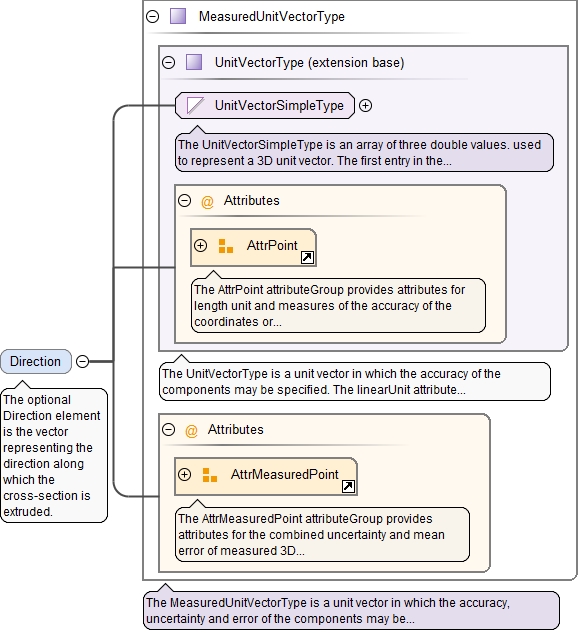 MeasuredUnitVectorType
UnitVectorType (extension base)
UnitVectorSimpleType
The UnitVectorSimpleType is an array of three double values. used
to represent a 3D unit vector. The first entry in the...
@ Attributes
AttrPoint
The AttrPoint attributeGroup provides attributes for
length unit and measures of the accuracy of the
coordinates or...
The UnitVectorType is a unit vector in which the accuracy of the
components may be specified. The linearUnit attribute...
Direction
The optional
Direction element
is the vector
representing the
direction along
which the
cross-section is
extruded.
@ Attributes
AttrMeasuredPoint
The AttrMeasuredPoint attributeGroup provides
attributes for the combined uncertainty and mean
error of measured 3D...
The MeasuredUnitVectorType is a unit vector in which the accuracy,
uncertainty and error of the components may be...